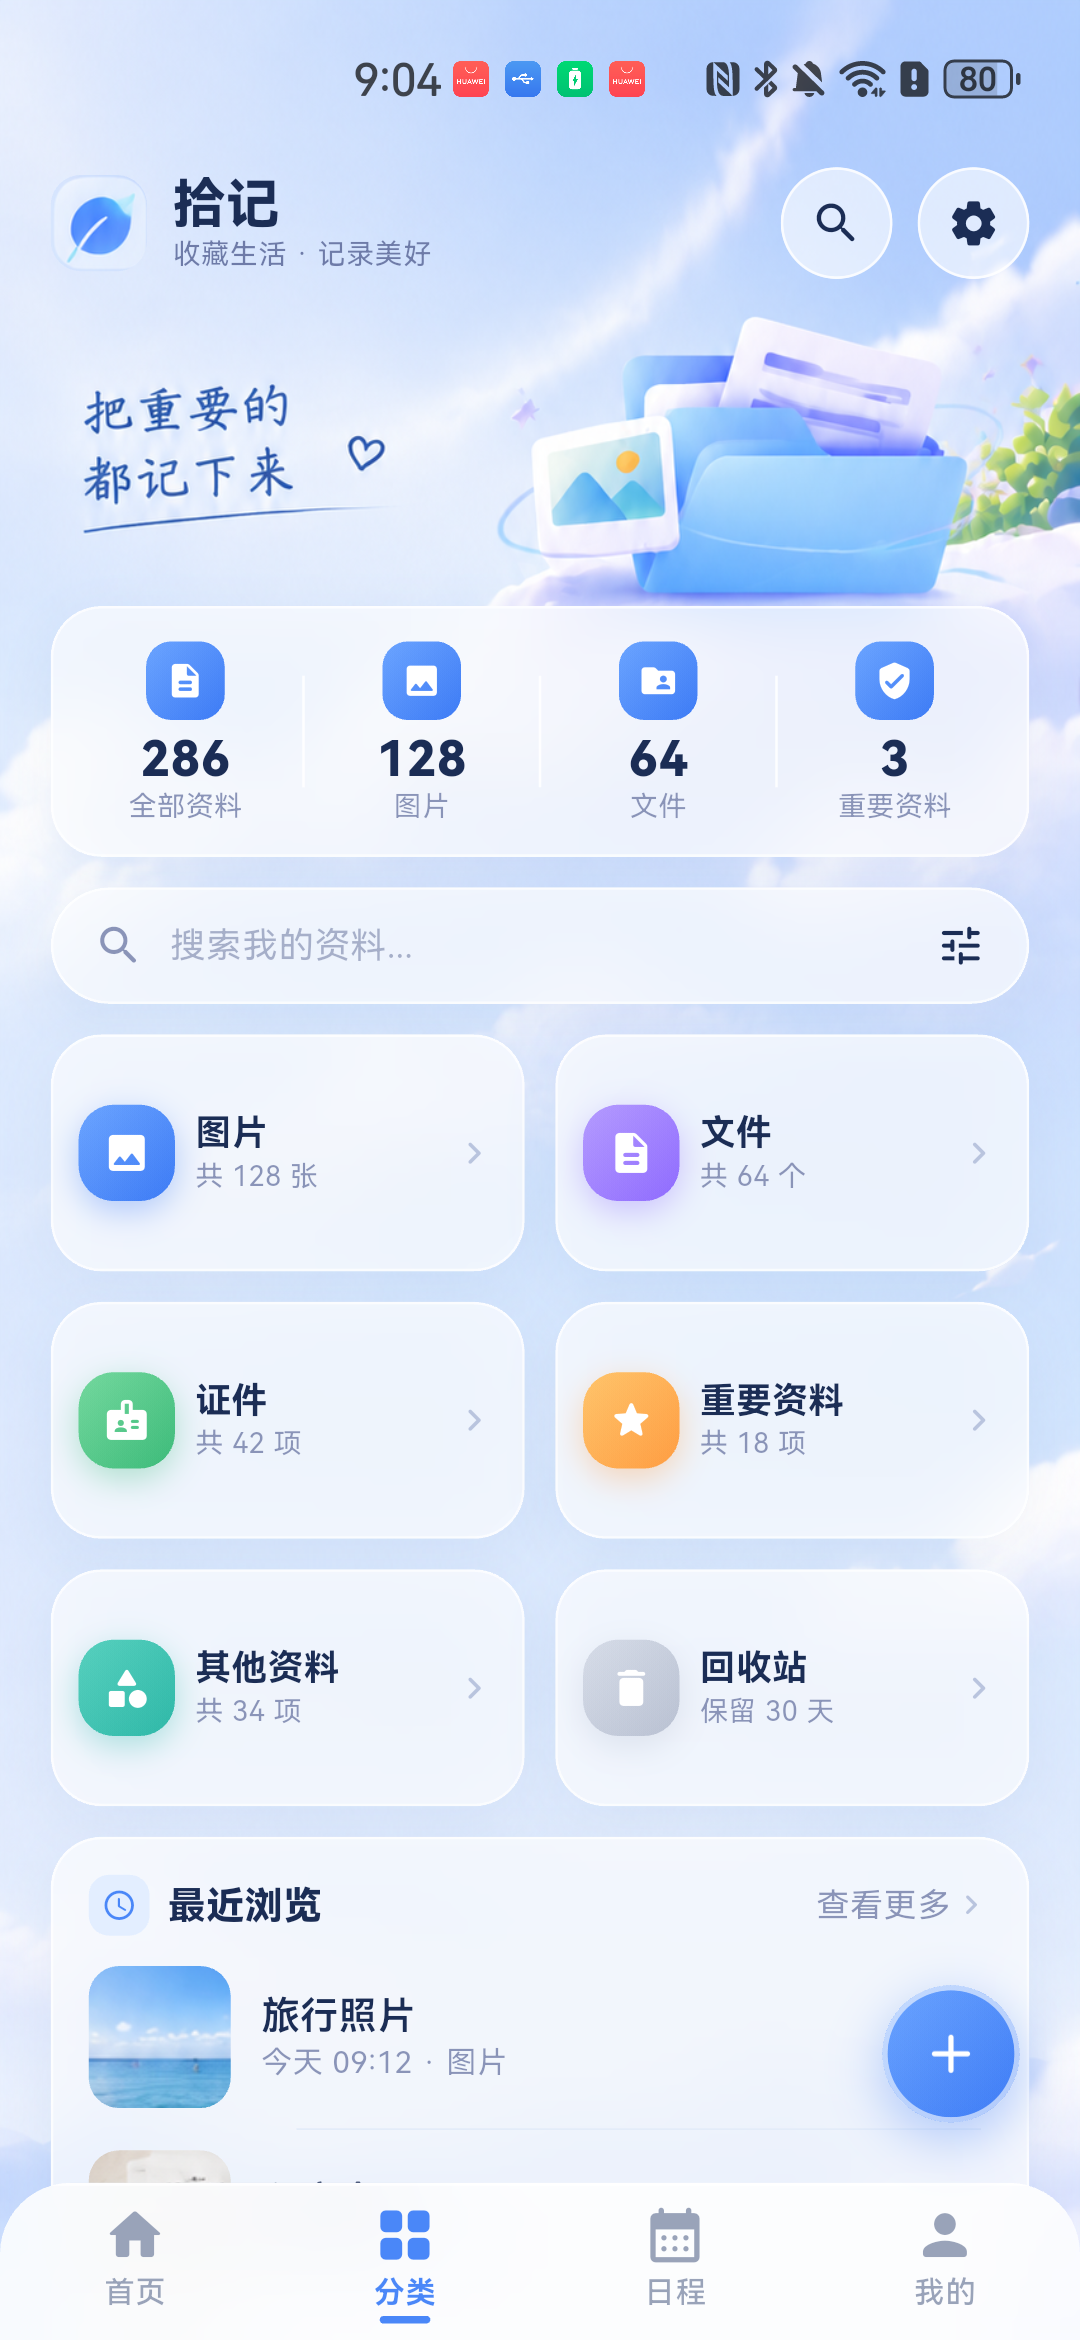 9:04
HUAWEI
HUAWEI
80
拾记
收藏生活 · 记录美好
把重要的
都记下来
286
全部资料
128
图片
64
文件
3
重要资料
搜索我的资料...
图片
共 128 张
文件
共 64 个
证件
共 42 项
重要资料
共 18 项
其他资料
共 34 项
回收站
保留 30 天
最近浏览
查看更多
旅行照片
今天 09:12 · 图片
首页
分类
日程
我的